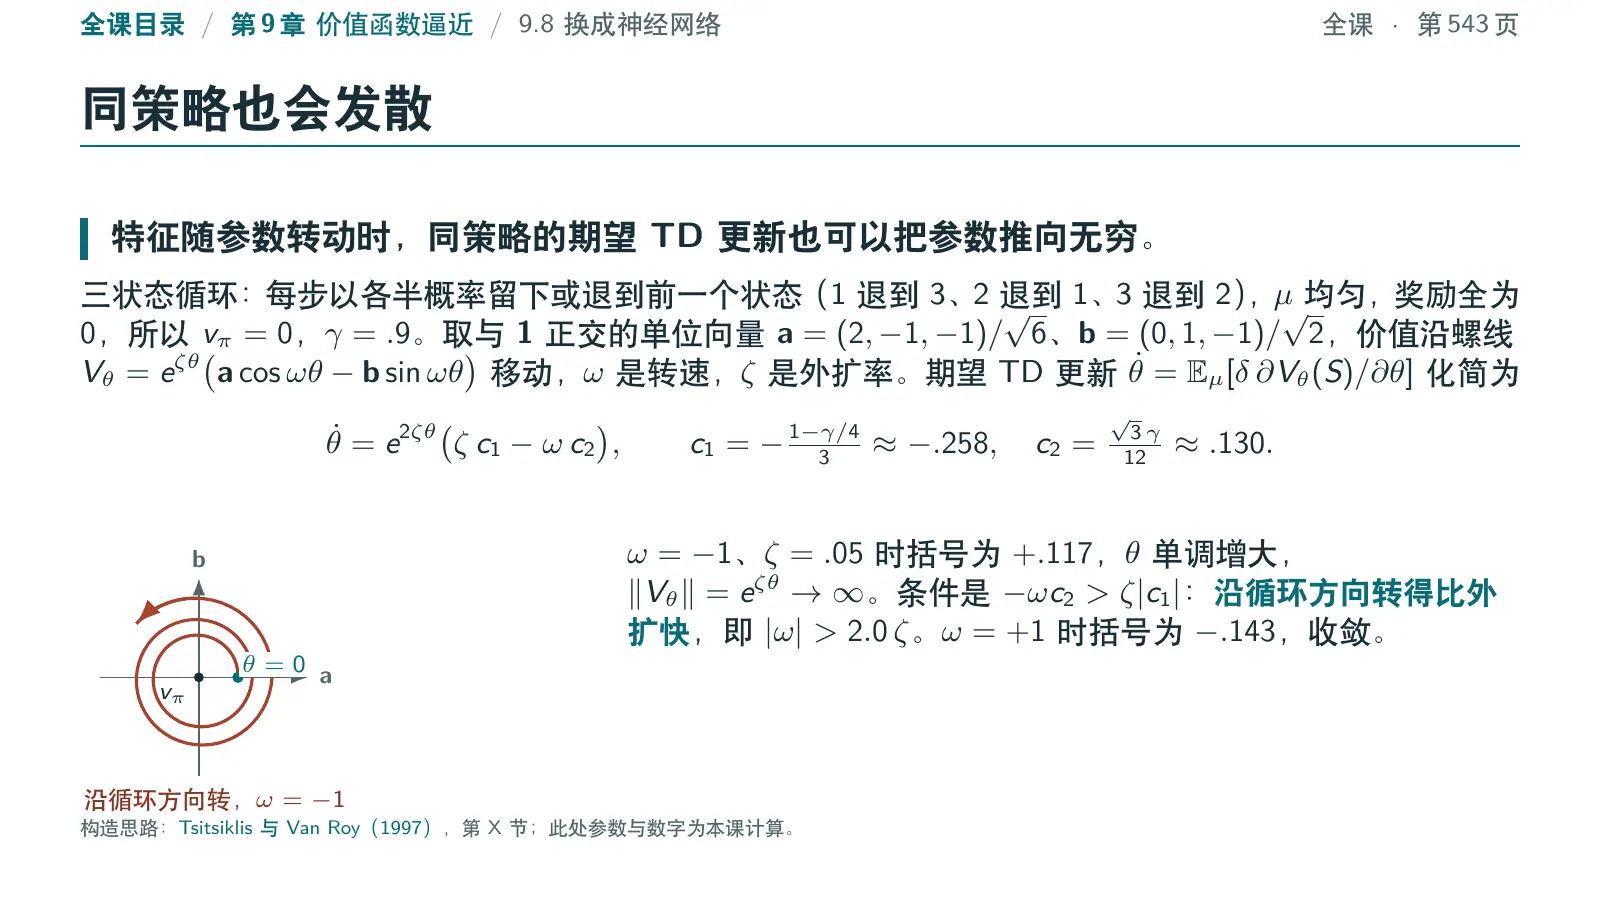 全课目录 / 第 9 章 价值函数逼近 / 9.8 换成神经网络
全课 · 第 543 页
同策略也会发散
特征随参数转动时，同策略的期望 TD 更新也可以把参数推向无穷。
三状态循环：每步以各半概率留下或退到前一个状态（1 退到 3、2 退到 1、3 退到 2），μ 均匀，奖励全为
0，所以 vπ = 0，γ = .9。取与 1 正交的单位向量 a = (2, −1, −1)/√6、b = (0, 1, −1)/√2，价值沿螺线
Vθ = e^{ζθ}(a cos ωθ − b sin ωθ) 移动，ω 是转速，ζ 是外扩率。期望 TD 更新 θ̇ = 𝔼μ[δ ∂Vθ(S)/∂θ] 化简为
θ̇ = e^{2ζθ}(ζ c₁ − ω c₂), c₁ = −(1−γ/4)/3 ≈ −.258, c₂ = √3 γ/12 ≈ .130.
ω = −1、ζ = .05 时括号为 +.117，θ 单调增大，
‖Vθ‖ = e^{ζθ} → ∞。条件是 −ωc₂ > ζ|c₁|：沿循环方向转得比外
扩快，即 |ω| > 2.0 ζ。ω = +1 时括号为 −.143，收敛。
b
θ = 0
a
vπ
沿循环方向转，ω = −1
构造思路：Tsitsiklis 与 Van Roy（1997），第 X 节；此处参数与数字为本课计算。